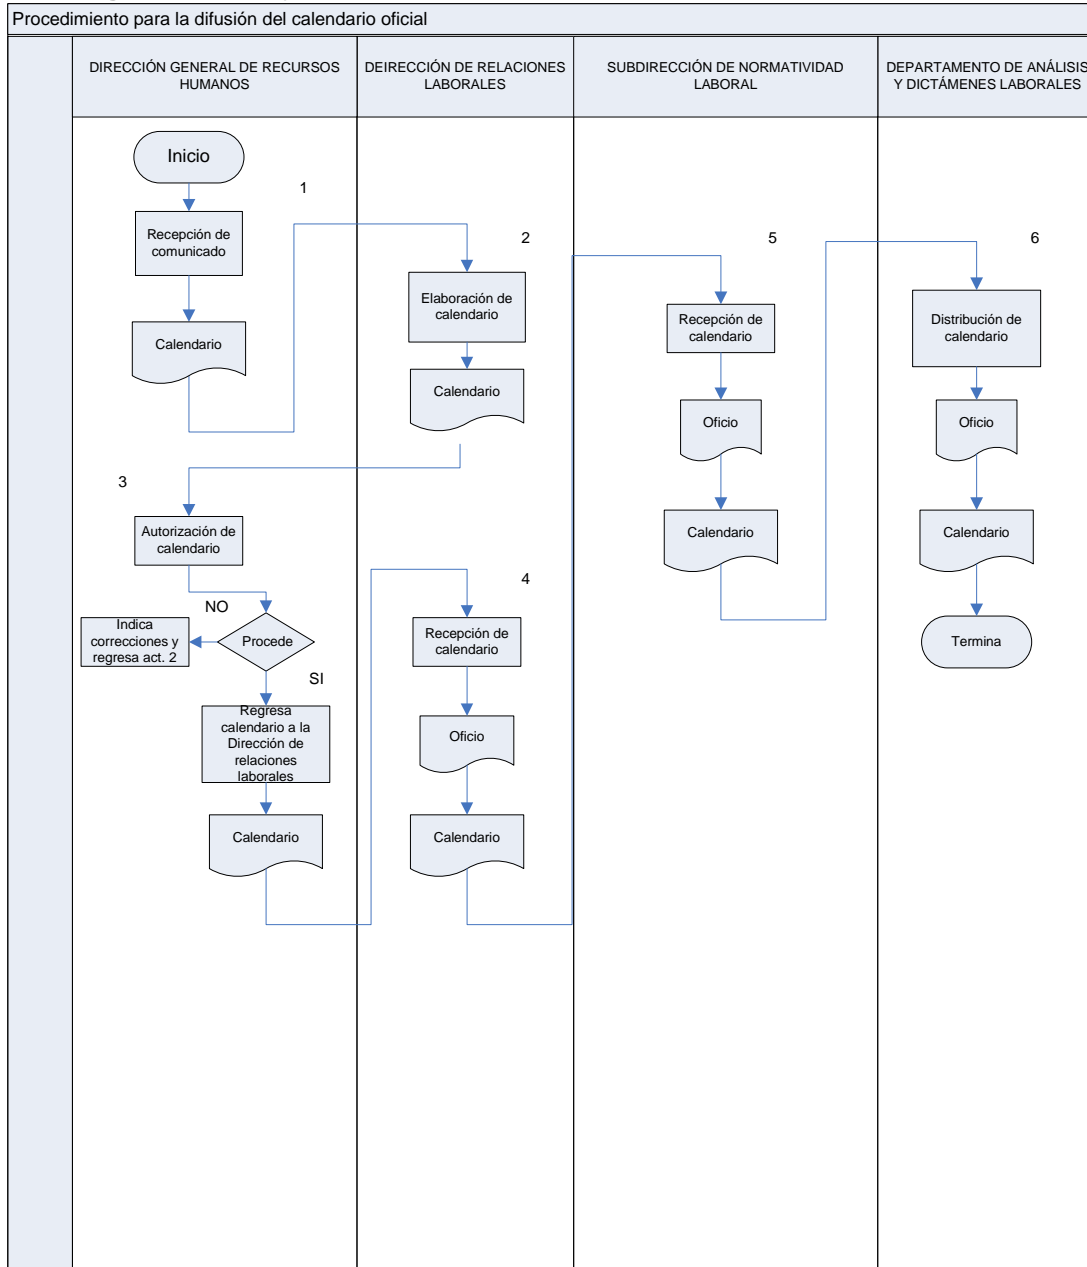 Procedimiento para la difusión del calendario oficial
DIRECCIÓN GENERAL DE RECURSOS
HUMANOS
DEIRECCIÓN DE RELACIONES
LABORALES
SUBDIRECCIÓN DE NORMATIVIDAD
LABORAL
DEPARTAMENTO DE ANÁLISIS
Y DICTÁMENES LABORALES
Inicio
1
Recepción de
comunicado
Calendario
2
Elaboración de
calendario
Calendario
3
Autorización de
calendario
NO
Procede
Indica
correcciones y
regresa act. 2
SI
Regresa
calendario a la
Dirección de
relaciones
laborales
Calendario
4
Recepción de
calendario
Oficio
Calendario
5
Recepción de
calendario
Oficio
Calendario
6
Distribución de
calendario
Oficio
Calendario
Termina